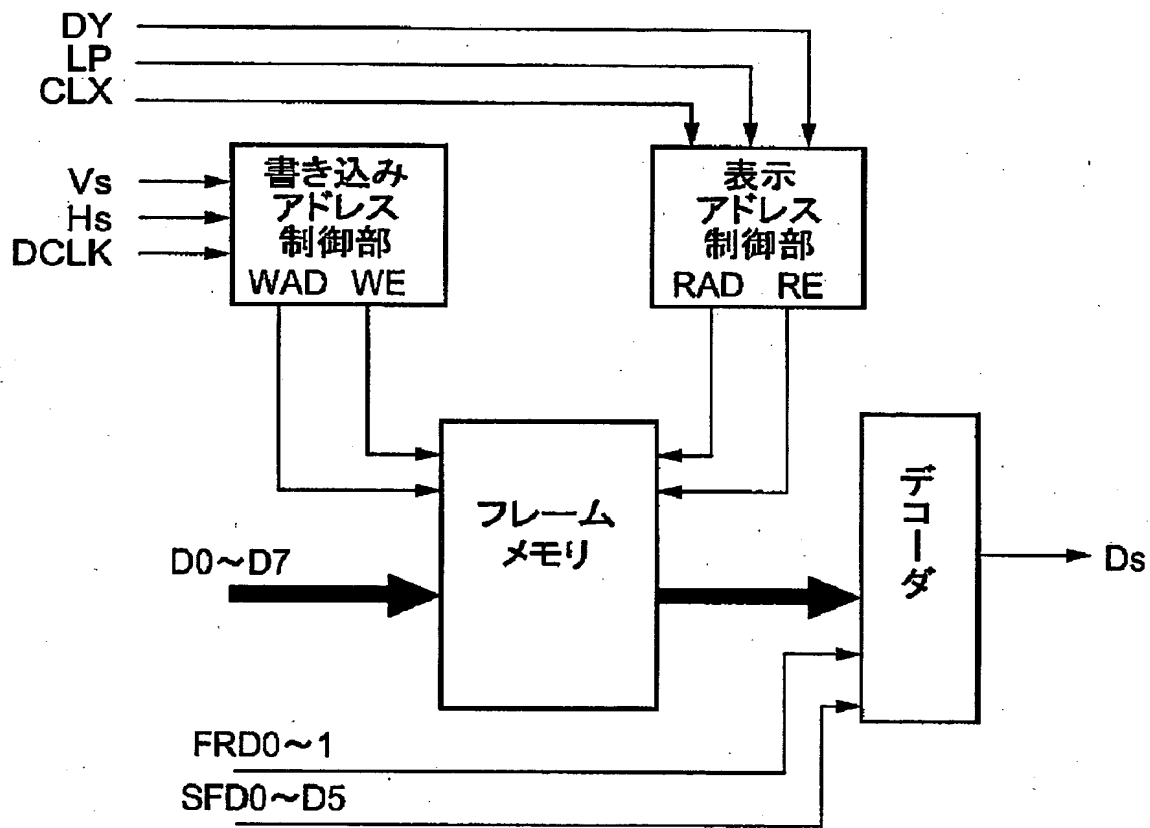 DY
LP
CLX
Vs
Hs
DCLK
書き込み
アドレス
制御部
WAD WE
表示
アドレス
制御部
RAD RE
フレーム
メモリ
デコーダ
D0~D7
Ds
FRD0~1
SFD0~D5